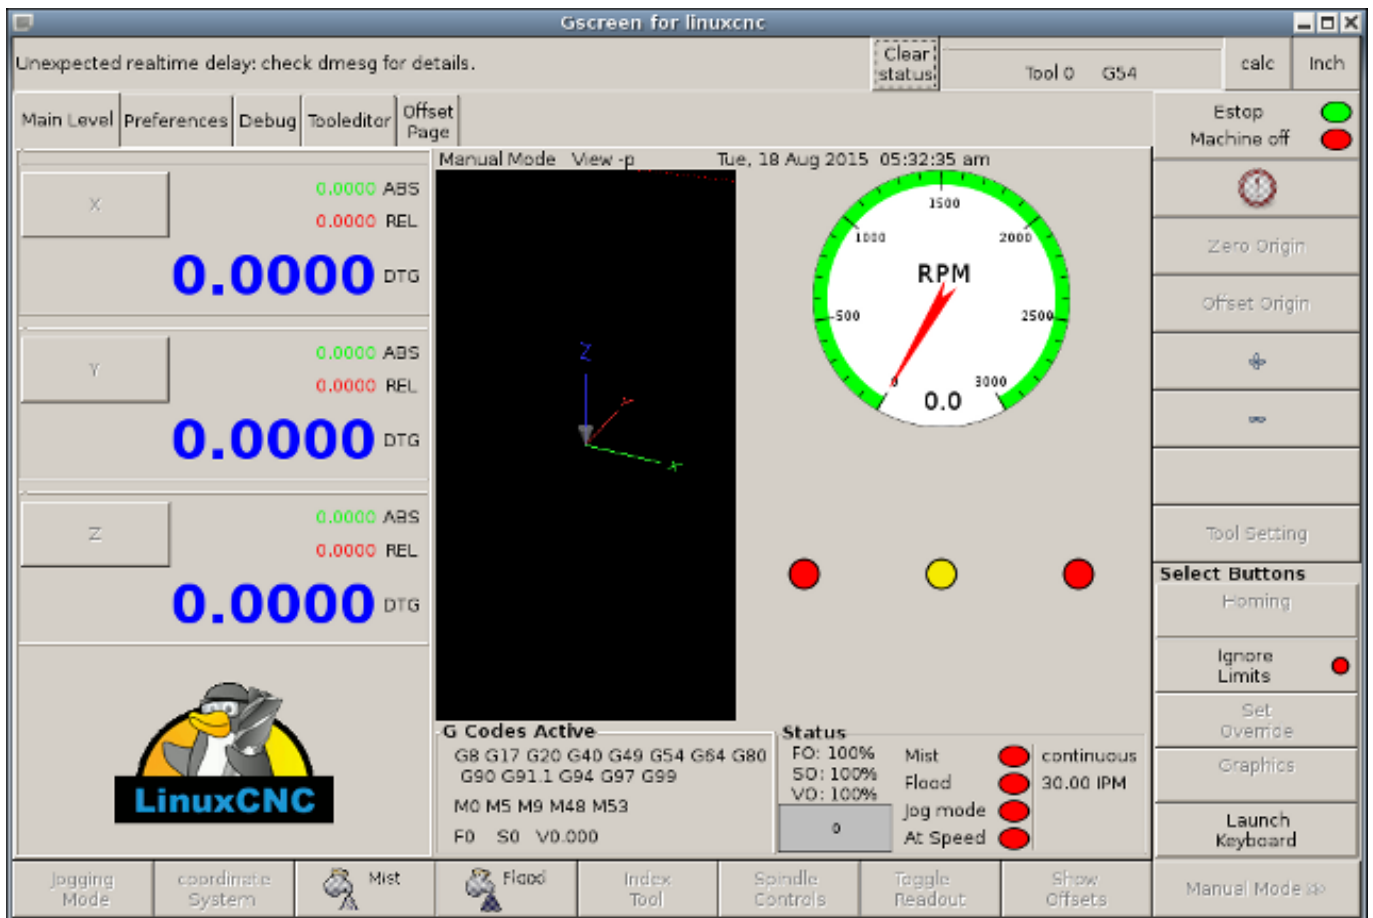 Gscreen for linuxcnc
Unexpected realtime delay: check dmesg for details.
Clear
status
Tool 0 G54
calc
Inch
Main Level
Preferences
Debug
Tooleditor
Offset
Page
Estop
Machine off
Manual Mode View -p Tue, 18 Aug 2015 05:32:35 am
X
0.0000 ABS
0.0000 REL
0.0000 DTG
Y
0.0000 ABS
0.0000 REL
0.0000 DTG
Z
0.0000 ABS
0.0000 REL
0.0000 DTG
LinuxCNC
Z
Y
X
1500
1000
2000
RPM
500
2500
0
3000
0.0
Zero Origin
Offset Origin
Tool Setting
Select Buttons
Homing
Ignore
Limits
Set
Override
Graphics
Launch
Keyboard
G Codes Active
G8 G17 G20 G40 G49 G54 G64 G80
G90 G91.1 G94 G97 G99
M0 M5 M9 M48 M53
F0 S0 V0.000
Status
FO: 100%
SO: 100%
VO: 100%
0
Mist
Flood
Jog mode
At Speed
continuous
30.00 IPM
Jogging
Mode
coordinate
System
Mist
Flood
Index
Tool
Spindle
Controls
Toggle
Readout
Show
Offsets
Manual Mode